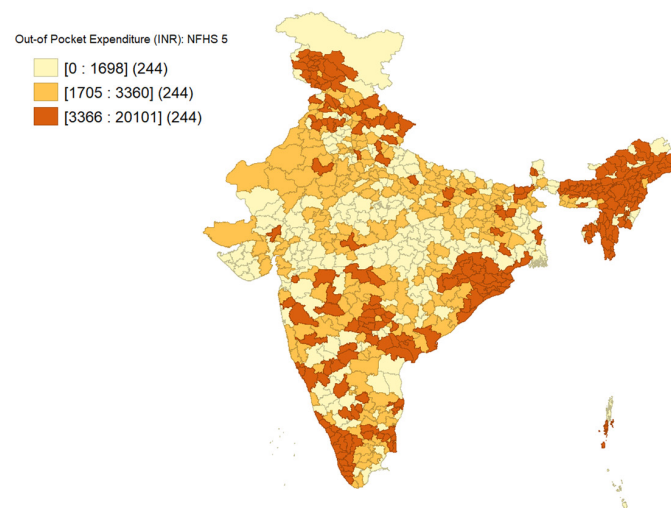 Out-of Pocket Expenditure (INR): NFHS 5
[0 : 1698] (244)
[1705 : 3360] (244)
[3366 : 20101] (244)